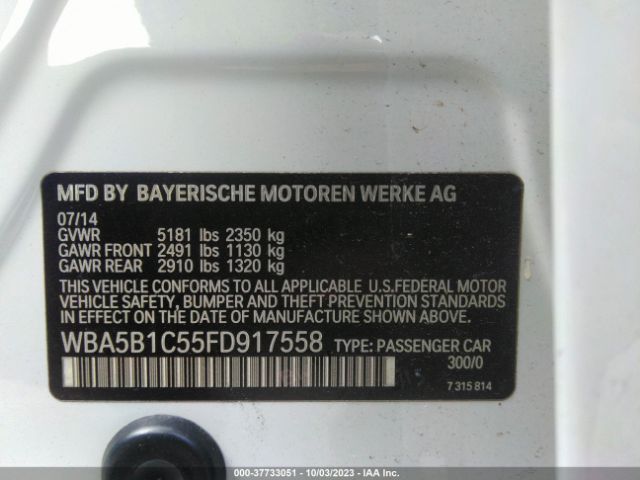 MFD BY BAYERISCHE MOTOREN WERKE AG
07/14
GVWR 5181 lbs 2350 kg
GAWR FRONT 2491 lbs 1130 kg
GAWR REAR 2910 lbs 1320 kg
THIS VEHICLE CONFORMS TO ALL APPLICABLE U.S.FEDERAL MOTOR
VEHICLE SAFETY, BUMPER AND THEFT PREVENTION STANDARDS
IN EFFECT ON THE DATE OF MANUFACTURE SHOWN ABOVE.
WBA5B1C55FD917558 TYPE: PASSENGER CAR
300/0
7 315 814
000-37733051 - 10/03/2023 - IAA Inc.